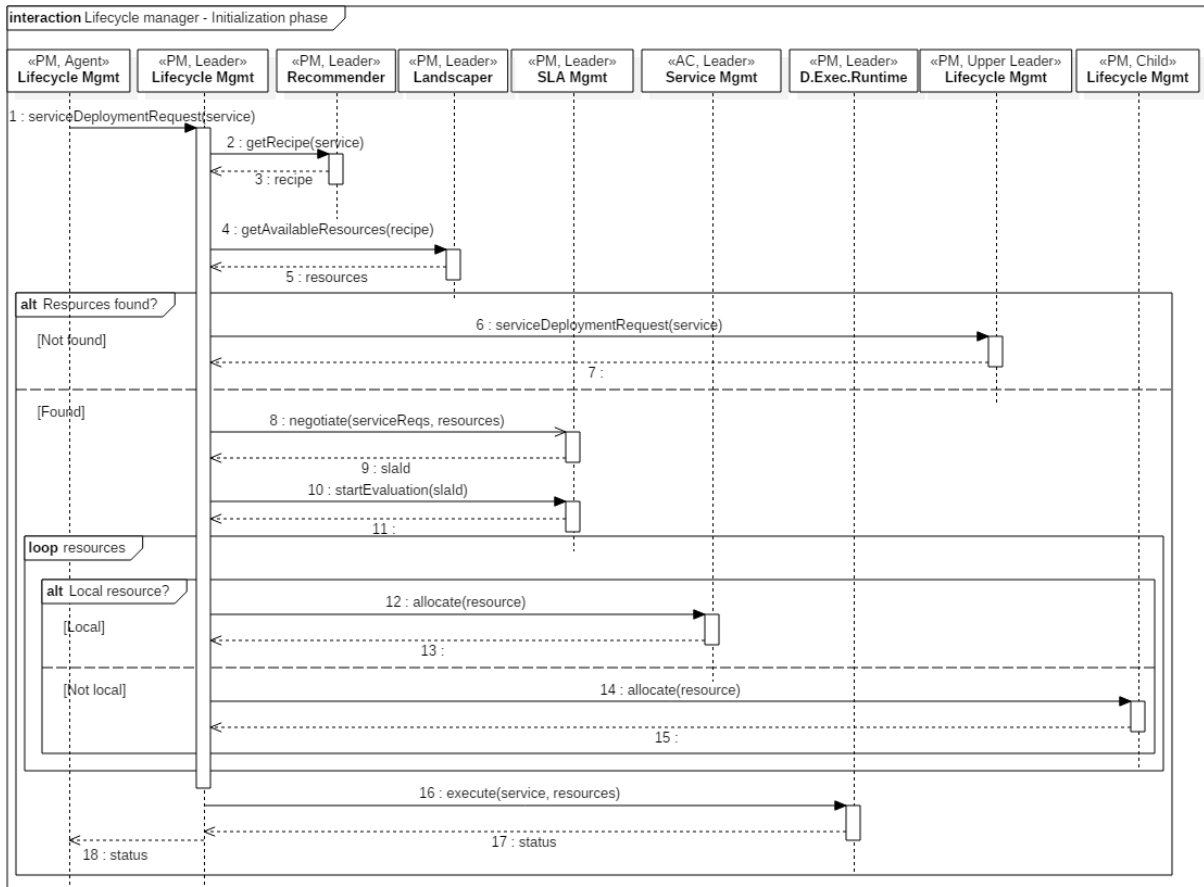 interaction Lifecycle manager - Initialization phase
«PM, Agent»
Lifecycle Mgmt
«PM, Leader»
Lifecycle Mgmt
«PM, Leader»
Recommender
«PM, Leader»
Landscaper
«PM, Leader»
SLA Mgmt
«AC, Leader»
Service Mgmt
«PM, Leader»
D.Exec.Runtime
«PM, Upper Leader»
Lifecycle Mgmt
«PM, Child»
Lifecycle Mgmt
1 : serviceDeploymentRequest(service)
2 : getRecipe(service)
3 : recipe
4 : getAvailableResources(recipe)
5 : resources
alt Resources found?
[Not found]
6 : serviceDeploymentRequest(service)
7 :
[Found]
8 : negotiate(serviceReqs, resources)
9 : slaId
10 : startEvaluation(slaId)
11 :
loop resources
alt Local resource?
[Local]
12 : allocate(resource)
13 :
[Not local]
14 : allocate(resource)
15 :
16 : execute(service, resources)
17 : status
18 : status